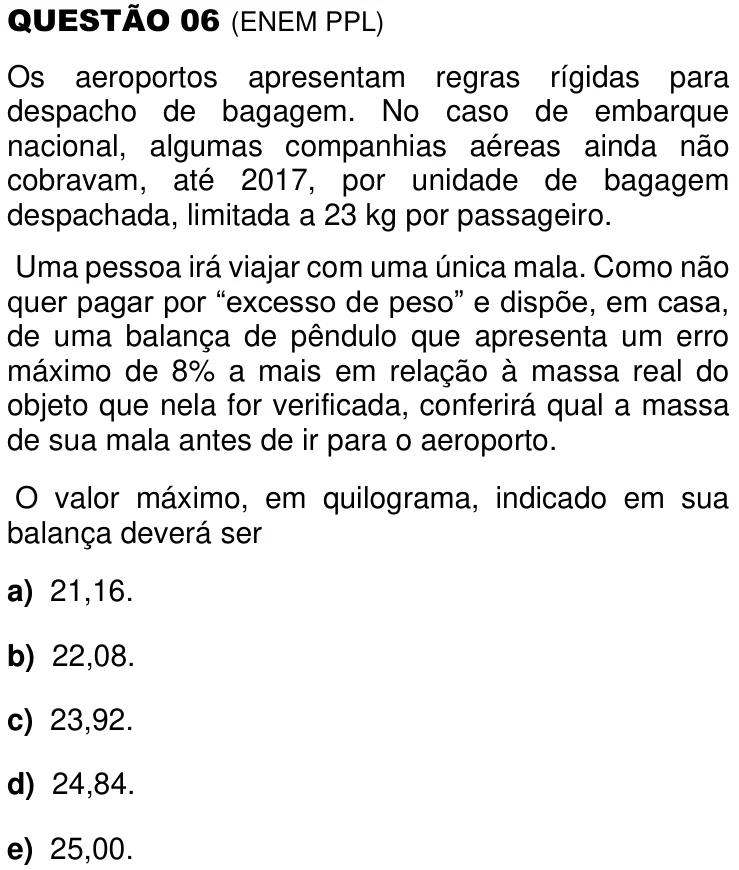 QUESTÃO 06 (ENEM PPL)
Os aeroportos apresentam regras rígidas para
despacho de bagagem. No caso de embarque
nacional, algumas companhias aéreas ainda não
cobravam, até 2017, por unidade de bagagem
despachada, limitada a 23 kg por passageiro.
Uma pessoa irá viajar com uma única mala. Como não
quer pagar por “excesso de peso” e dispõe, em casa,
de uma balança de pêndulo que apresenta um erro
máximo de 8% a mais em relação à massa real do
objeto que nela for verificada, conferirá qual a massa
de sua mala antes de ir para o aeroporto.
O valor máximo, em quilograma, indicado em sua
balança deverá ser
a) 21,16.
b) 22,08.
c) 23,92.
d) 24,84.
e) 25,00.